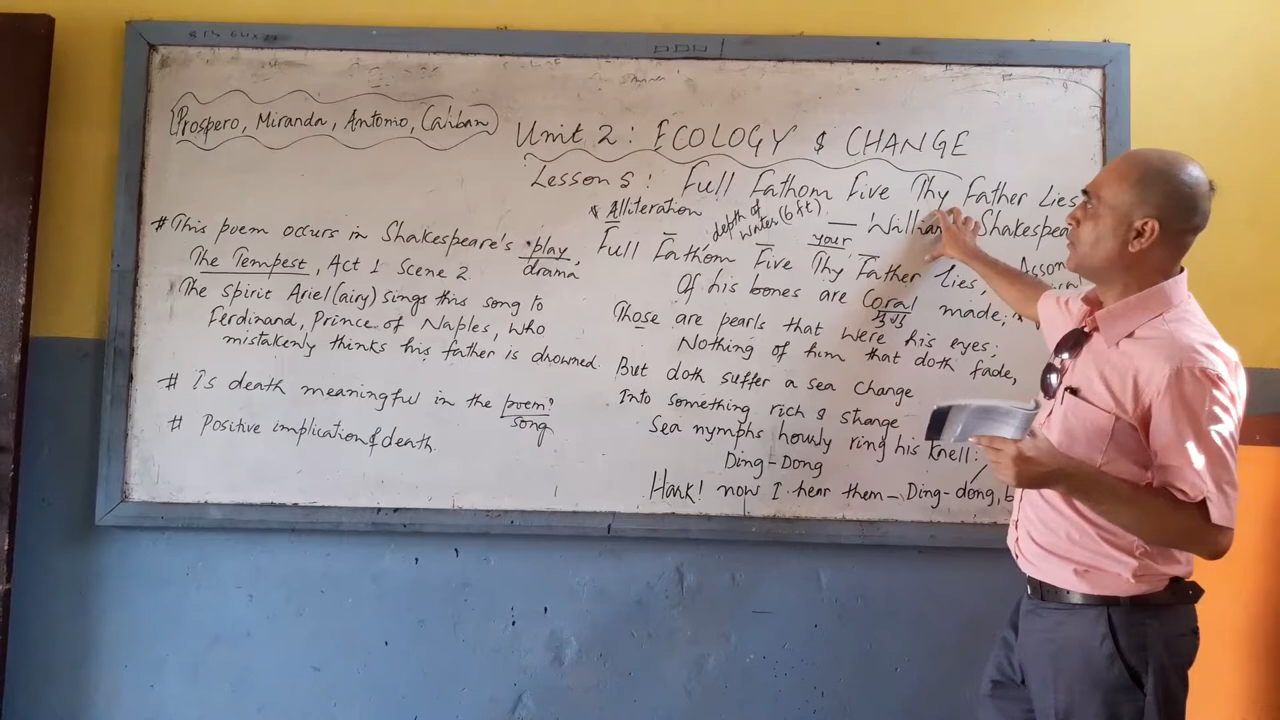 Prospero, Miranda, Antonio, Caliban
Unit 2: ECOLOGY & CHANGE
Lesson 5: Full Fathom Five Thy Father Lies
— William Shakespea
* Alliteration
depth of
water (6ft)
your
# This poem occurs in Shakespeare's play/drama
The Tempest, Act 1 Scene 2
The spirit Ariel (airy) sings this song to
Ferdinand, Prince of Naples, who
mistakenly thinks his father is drowned.
# Is death meaningful in the poem?/song
# Positive implication of death.
Full Fathom Five Thy Father lies,
Of his bones are Coral made;
Those are pearls that were his eyes:
Nothing of him that doth fade,
But doth suffer a sea change
Into something rich & strange
Sea nymphs hourly ring his knell:
Ding-Dong
Hark! now I hear them – Ding-dong, b
Asson